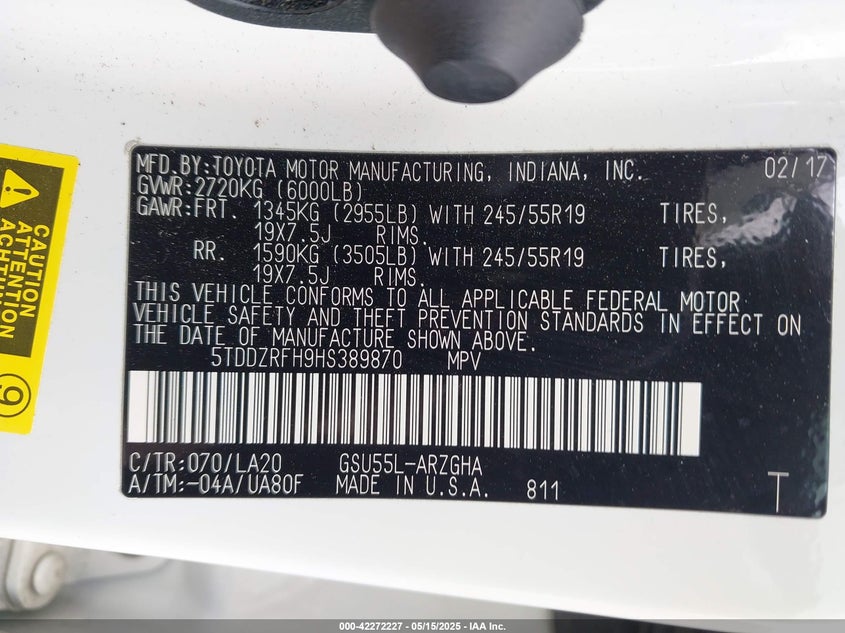 MFD.BY:TOYOTA MOTOR MANUFACTURING, INDIANA, INC. 02/17
GVWR:2720KG (6000LB)
GAWR:FRT. 1345KG (2955LB) WITH 245/55R19 TIRES,
19X7.5J RIMS.
RR. 1590KG (3505LB) WITH 245/55R19 TIRES,
19X7.5J RIMS.
THIS VEHICLE CONFORMS TO ALL APPLICABLE FEDERAL MOTOR
VEHICLE SAFETY AND THEFT PREVENTION STANDARDS IN EFFECT ON
THE DATE OF MANUFACTURE SHOWN ABOVE.
5TDDZRFH9HS389870 MPV
C/TR:070/LA20 GSU55L-ARZGHA
A/TM:-04A/UA80F MADE IN U.S.A. 811
T
CAUTION
ATTENTION
ACHTUNG
9
000-42272227 - 05/15/2025 - IAA Inc.